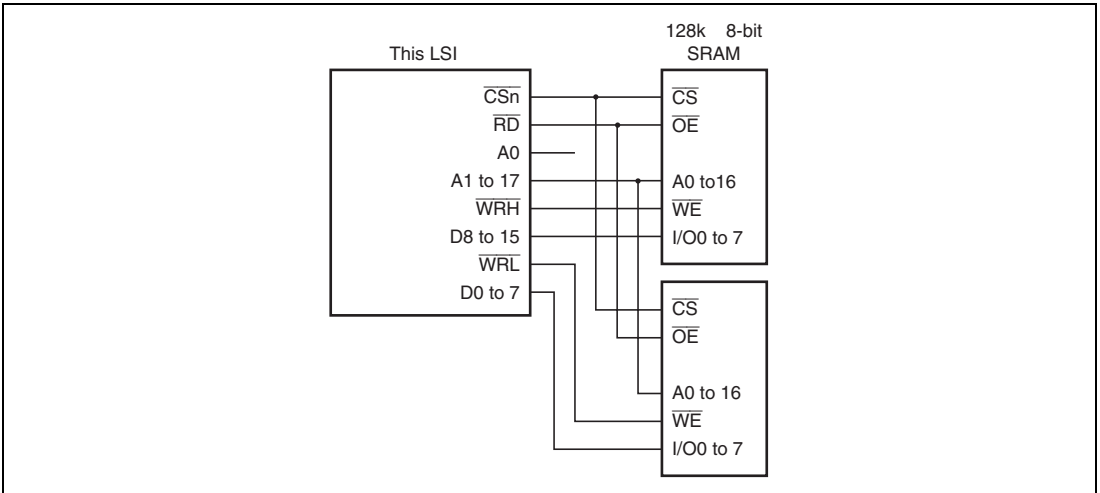 128k 8-bit
SRAM
This LSI
CSn
RD
A0
A1 to 17
WRH
D8 to 15
WRL
D0 to 7
CS
OE
A0 to16
WE
I/O0 to 7
CS
OE
A0 to 16
WE
I/O0 to 7